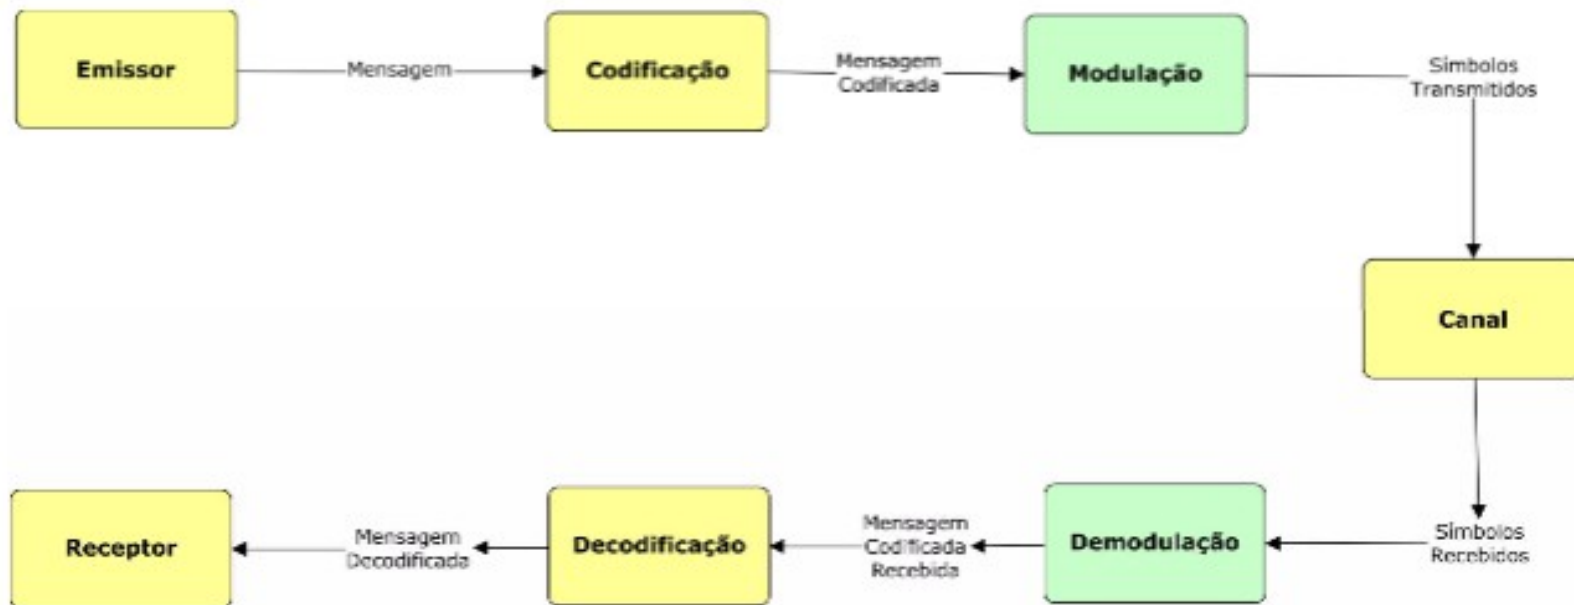 Emissor
Mensagem
Codificação
Mensagem
Codificada
Modulação
Símbolos
Transmitidos
Canal
Símbolos
Recebidos
Demodulação
Mensagem
Codificada
Recebida
Decodificação
Mensagem
Decodificada
Receptor